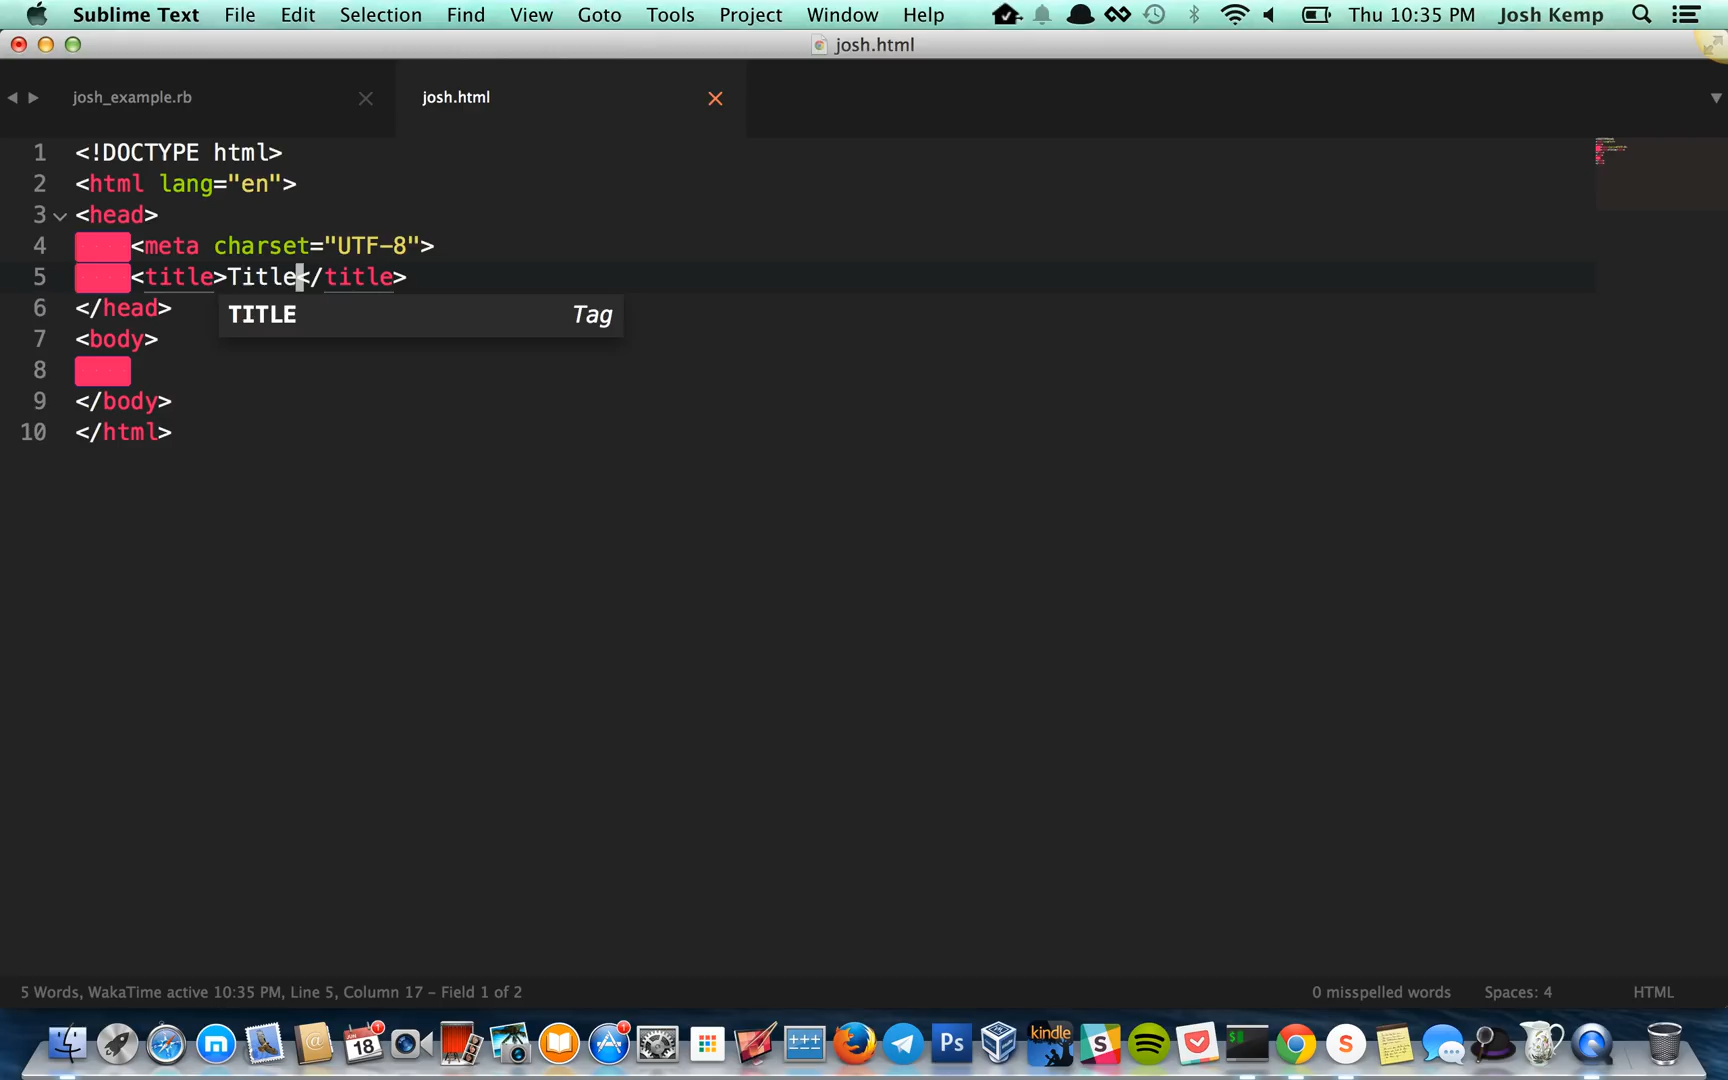 Sublime Text File Edit Selection Find View Goto Tools Project Window Help Thu 10:35 PM Josh Kemp
josh.html
josh_example.rb josh.html
1 <!DOCTYPE html>
2 <html lang="en">
3 <head>
4 <meta charset="UTF-8">
5 <title>Title</title>
6 </head>
TITLE Tag
7 <body>
8
9 </body>
10 </html>
5 Words, WakaTime active 10:35 PM, Line 5, Column 17 – Field 1 of 2 0 misspelled words Spaces: 4 HTML
JUN
18
1
1
Ps
kindle
S
$
S